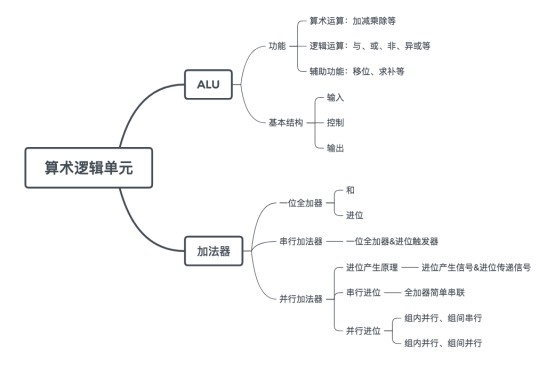 算术逻辑单元
ALU
功能
算术运算：加减乘除等
逻辑运算：与、或、非、异或等
辅助功能：移位、求补等
基本结构
输入
控制
输出
加法器
一位全加器
和
进位
串行加法器
一位全加器&进位触发器
并行加法器
进位产生原理
进位产生信号&进位传递信号
串行进位
全加器简单串联
并行进位
组内并行、组间串行
组内并行、组间并行